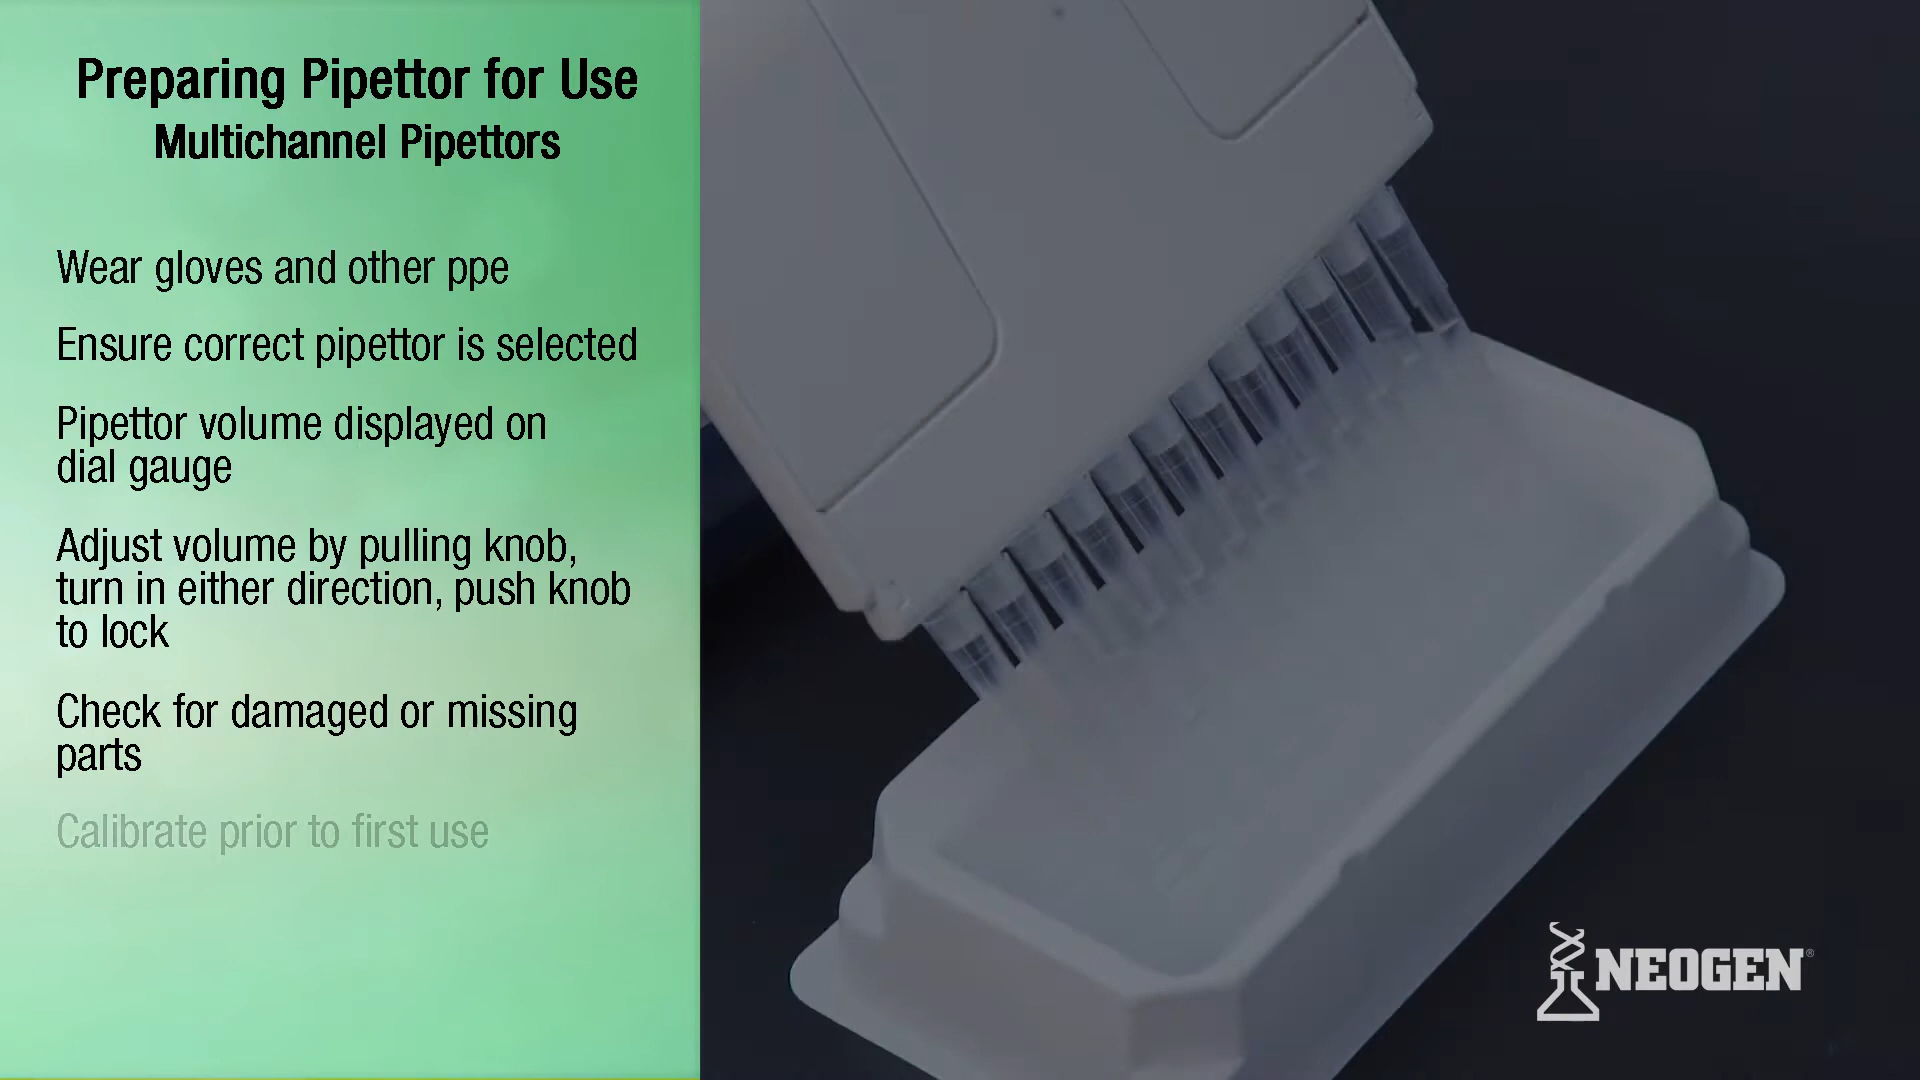 Preparing Pipettor for Use
Multichannel Pipettors
Wear gloves and other ppe
Ensure correct pipettor is selected
Pipettor volume displayed on
dial gauge
Adjust volume by pulling knob,
turn in either direction, push knob
to lock
Check for damaged or missing
parts
Calibrate prior to first use
NEOGEN®